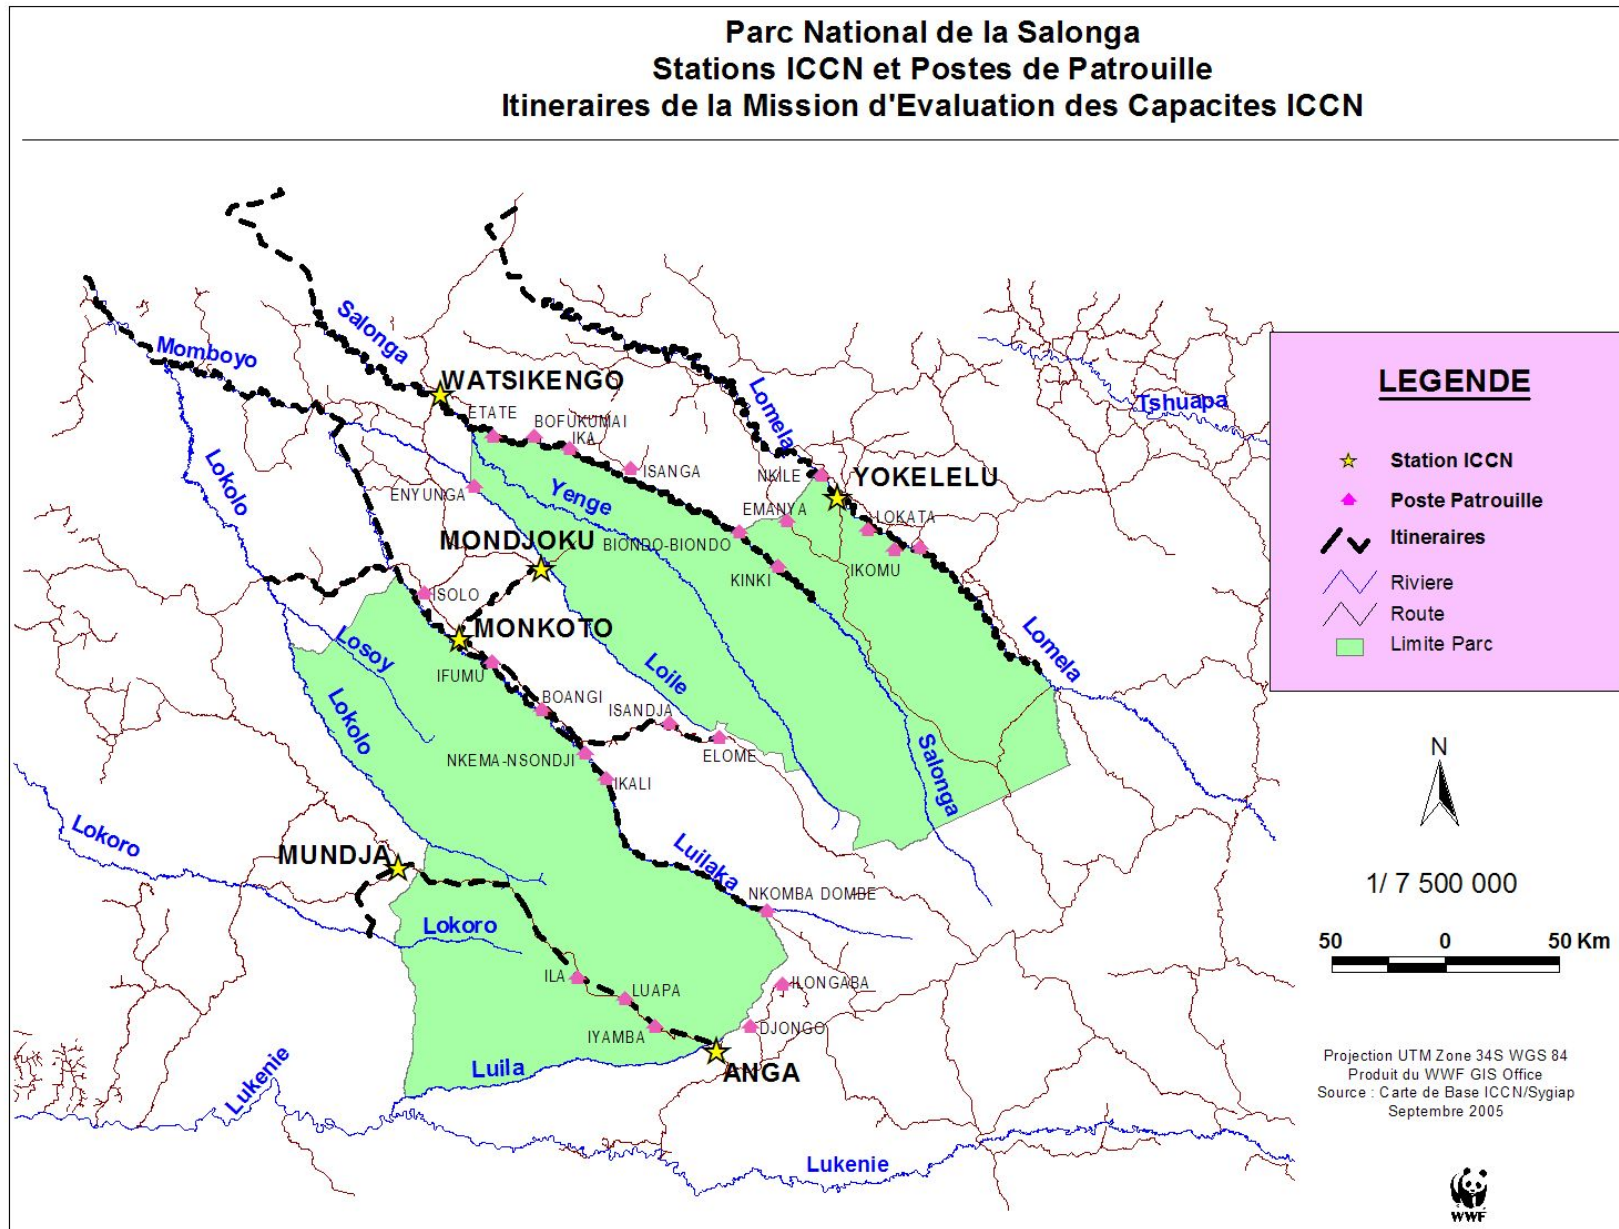 Parc National de la Salonga
Stations ICCN et Postes de Patrouille
Itineraires de la Mission d'Evaluation des Capacites ICCN
Salonga
Momboyo
WATSIKENGO
ETATE
BOFUKUMAI
IKA
ISANGA
Lomela
Tshuapa
Lokolo
ENYUNGA
Yenge
NKILE
YOKELELU
EMANYA
LOKATA
MONDJOKU
BIONDO-BIONDO
IKOMU
KINKI
ISOLO
MONKOTO
Losoy
IFUMU
Loile
Lomela
Lokolo
BOANGI
ISANDJA
NKEMA-NSONDJI
ELOME
IKALI
Salonga
Lokoro
MUNDJA
Luilaka
NKOMBA DOMBE
Lokoro
ILA
LUAPA
ILONGABA
IYAMBA
DJONGO
Luila
ANGA
Lukenie
Lukenie
LEGENDE
Station ICCN
Poste Patrouille
Itineraires
Riviere
Route
Limite Parc
N
1/ 7 500 000
50 0 50 Km
Projection UTM Zone 34S WGS 84
Produit du WWF GIS Office
Source : Carte de Base ICCN/Sygiap
Septembre 2005
WWF